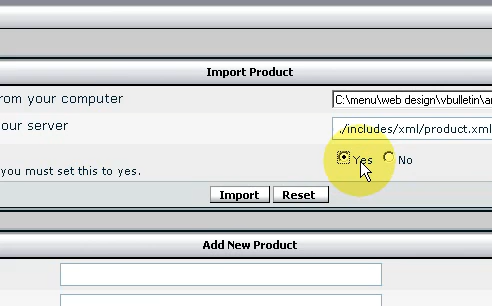 Import Product
from your computer
C:\menu\web design\vbulletin\
our server
./includes/xml/product.xml
Yes No
you must set this to yes.
Import Reset
Add New Product